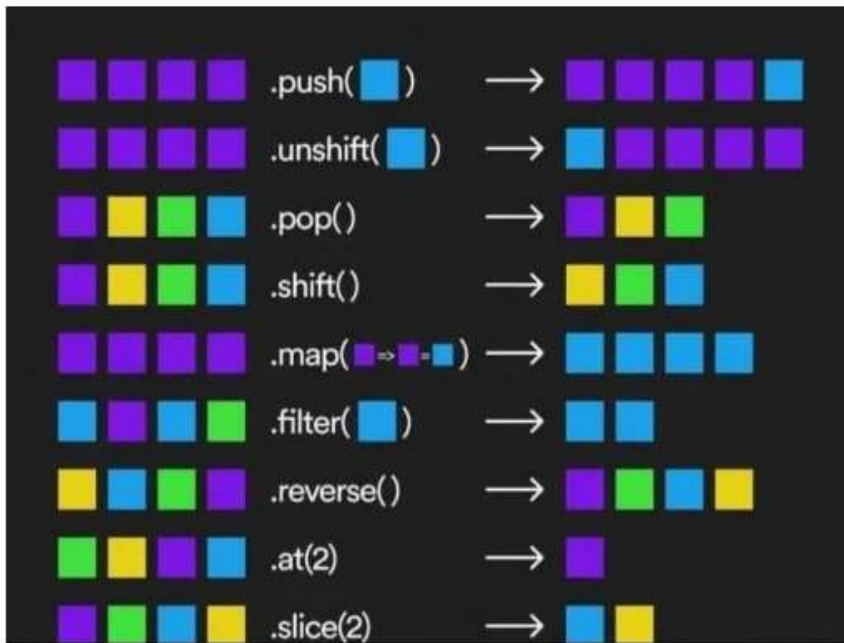 .push( )
.unshift( )
.pop()
.shift()
.map( => = )
.filter( )
.reverse()
.at(2)
.slice(2)